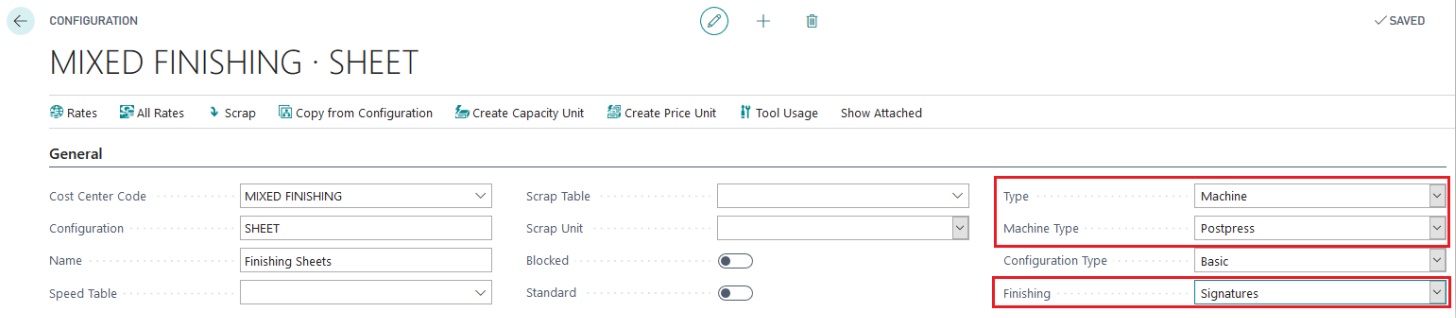 CONFIGURATION
SAVED
MIXED FINISHING · SHEET
Rates All Rates Scrap Copy from Configuration Create Capacity Unit Create Price Unit Tool Usage Show Attached
General
Cost Center Code MIXED FINISHING Scrap Table Type Machine
Configuration SHEET Scrap Unit Machine Type Postpress
Name Finishing Sheets Blocked Configuration Type Basic
Speed Table Standard Finishing Signatures